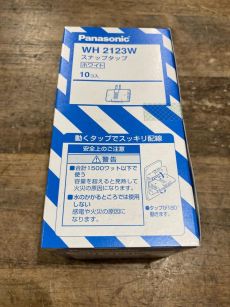 Panasonic
WH 2123W
スナップタップ
ホワイト
10コ入
動くタップでスッキリ配線
安全上のご注意
⚠警告
■合計1500ワット以下で
使う
容量を超えると発熱して
火災の原因になります。
■水のかかるところでは使用
しない
感電や火災の原因に
なります。
●タップが180°
動きます。